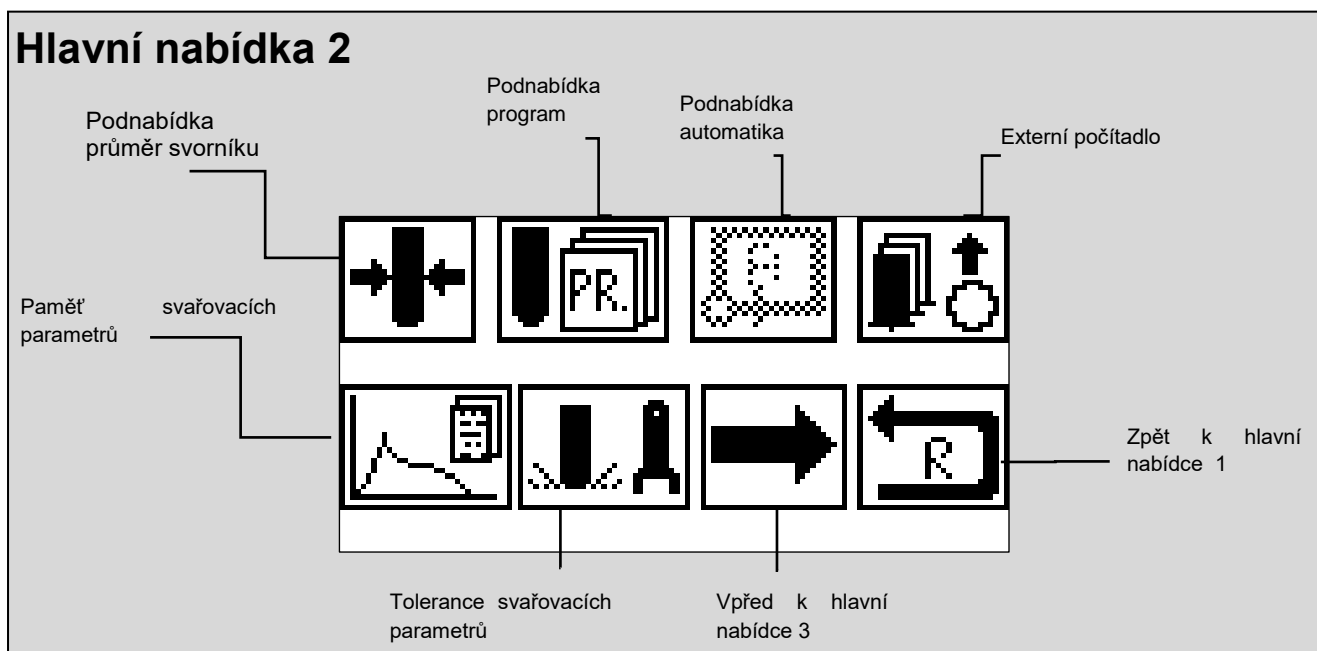 Hlavní nabídka 2
Podnabídka
program
Podnabídka
automatika
Podnabídka
průměr svorníku
Externí počítadlo
PR.
Paměť svařovacích
parametrů
R
Zpět k hlavní
nabídce 1
Tolerance svařovacích
parametrů
Vpřed k hlavní
nabídce 3